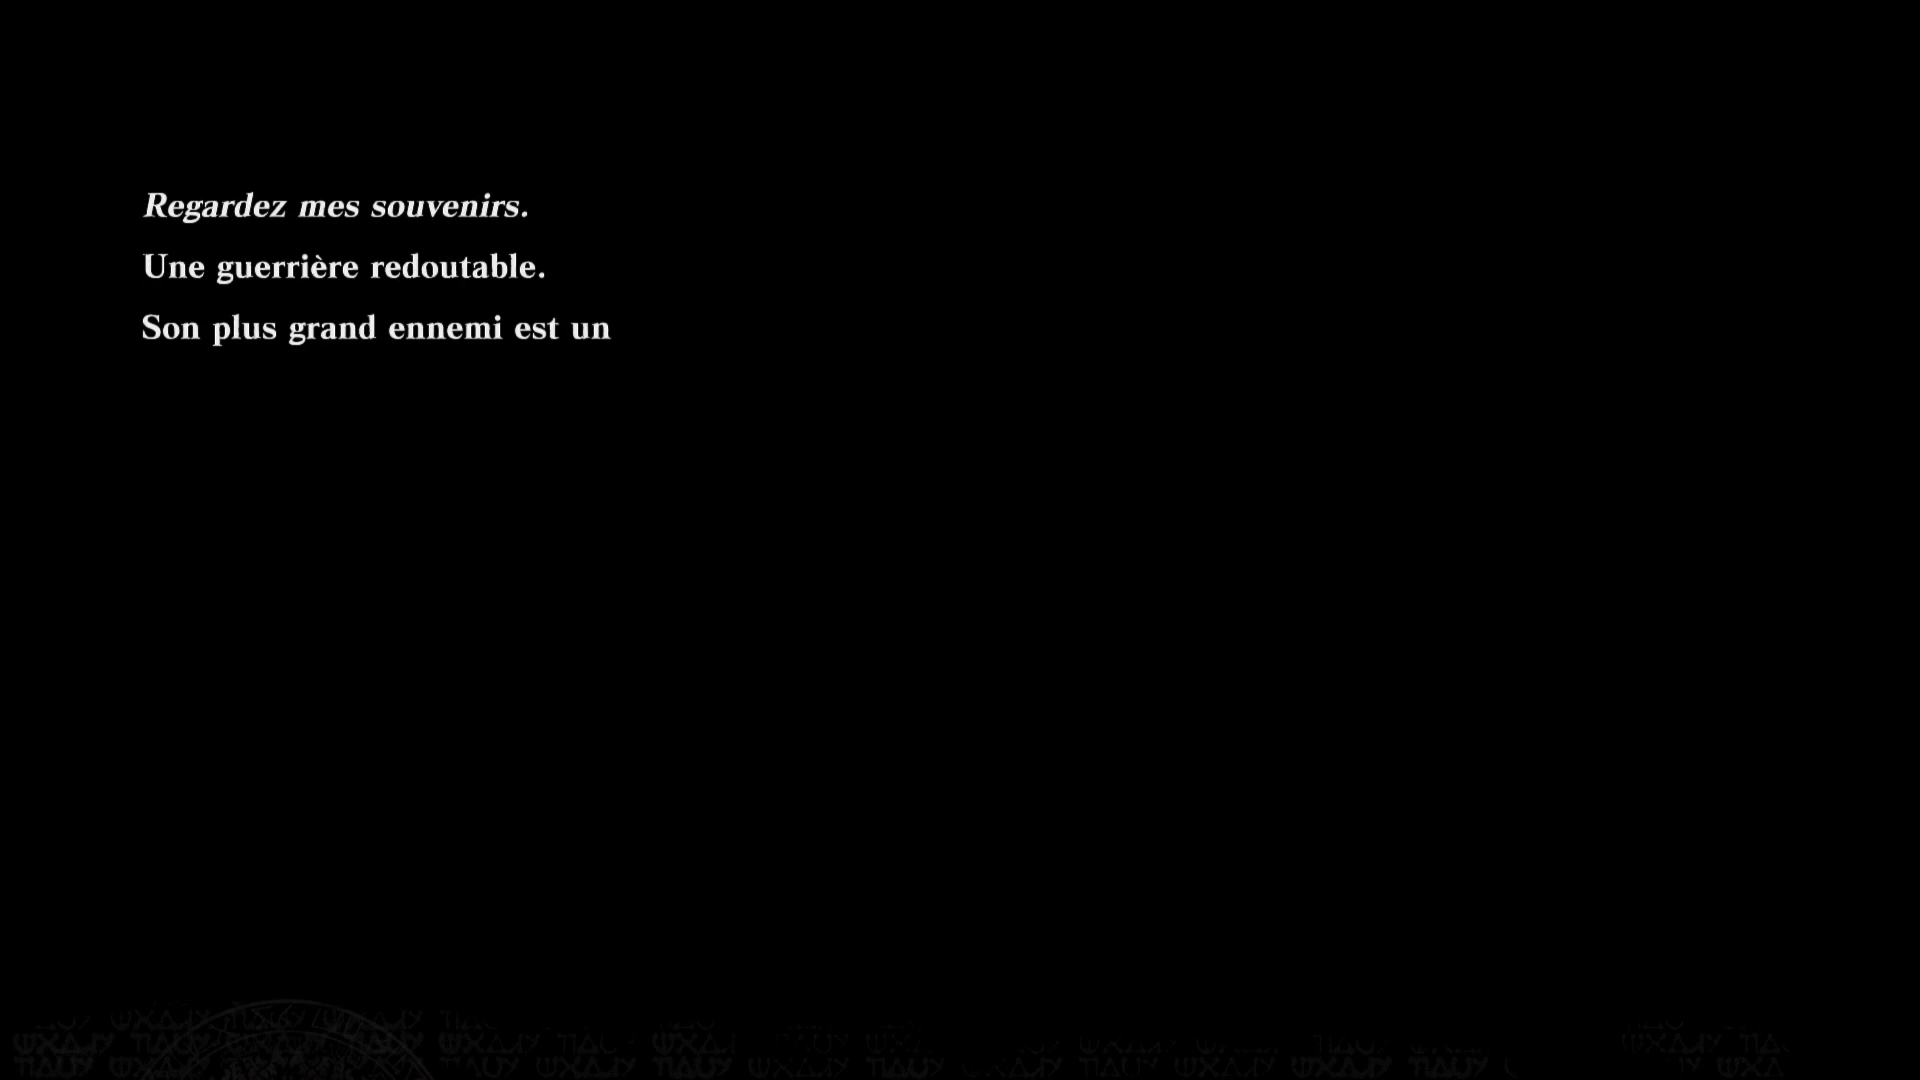 Regardez mes souvenirs.
Une guerrière redoutable.
Son plus grand ennemi est un